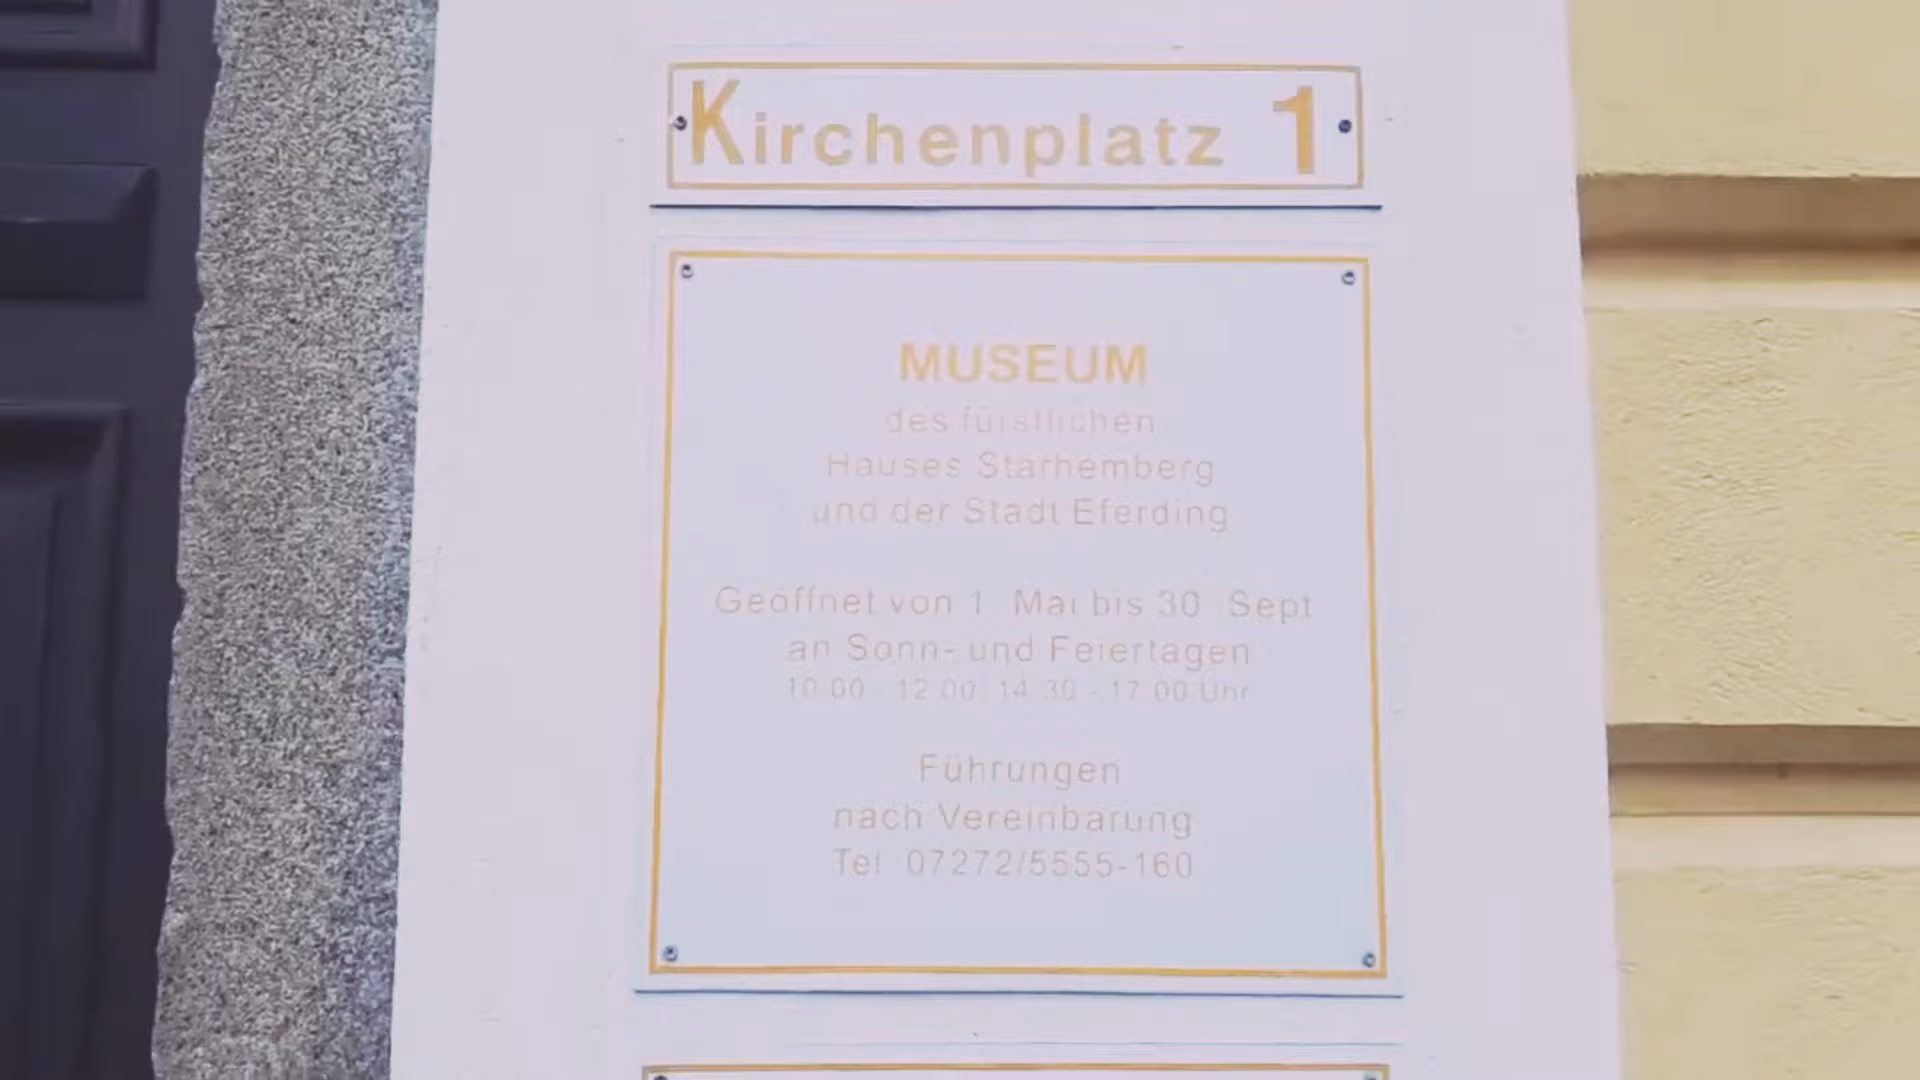 Kirchenplatz 1
MUSEUM
des fürstlichen
Hauses Starhemberg
und der Stadt Eferding
Geöffnet von 1. Mai bis 30. Sept.
an Sonn- und Feiertagen
10.00 - 12.00, 14.30 - 17.00 Uhr
Führungen
nach Vereinbarung
Tel. 07272/5555-160